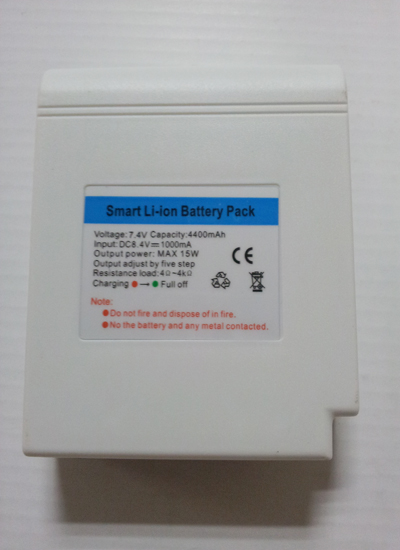 Smart Li-ion Battery Pack
Voltage: 7.4V Capacity:4400mAh
Input: DC8.4V⎓1000mA
Output power: MAX 15W
Output adjust by five step
Resistance load:4Ω~4kΩ
Charging ●→● Full off
CE
Note:
●Do not fire and dispose of in fire.
●No the battery and any metal contacted.